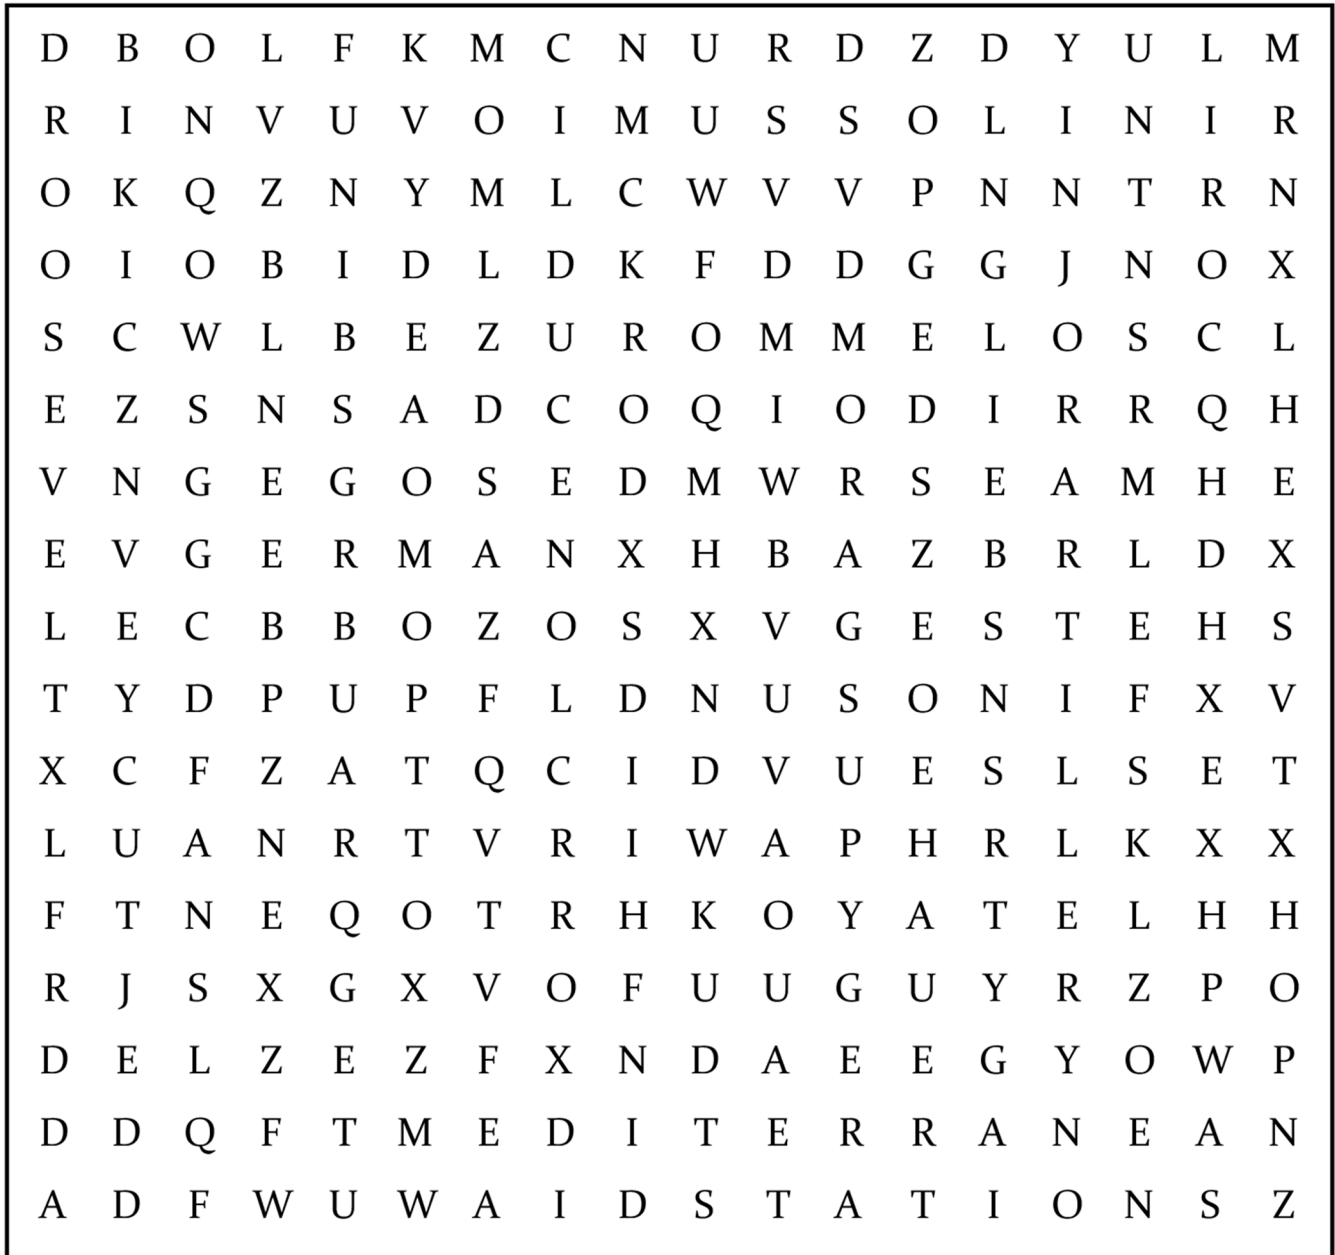 D B O L F K M C N U R D Z D Y U L M
R I N V U V O I M U S S O L I N I R
O K Q Z N Y M L C W V V P N N T R N
O I O B I D L D K F D D G G J N O X
S C W L B E Z U R O M M E L O S C L
E Z S N S A D C O Q I O D I R R Q H
V N G E G O S E D M W R S E A M H E
E V G E R M A N X H B A Z B R L D X
L E C B B O Z O S X V G E S T E H S
T Y D P U P F L D N U S O N I F X V
X C F Z A T Q C I D V U E S L S E T
L U A N R T V R I W A P H R L K X X
F T N E Q O T R H K O Y A T E L H H
R J S X G X V O F U U G U Y R Z P O
D E L Z E Z F X N D A E E G Y O W P
D D Q F T M E D I T E R R A N E A N
A D F W U W A I D S T A T I O N S Z